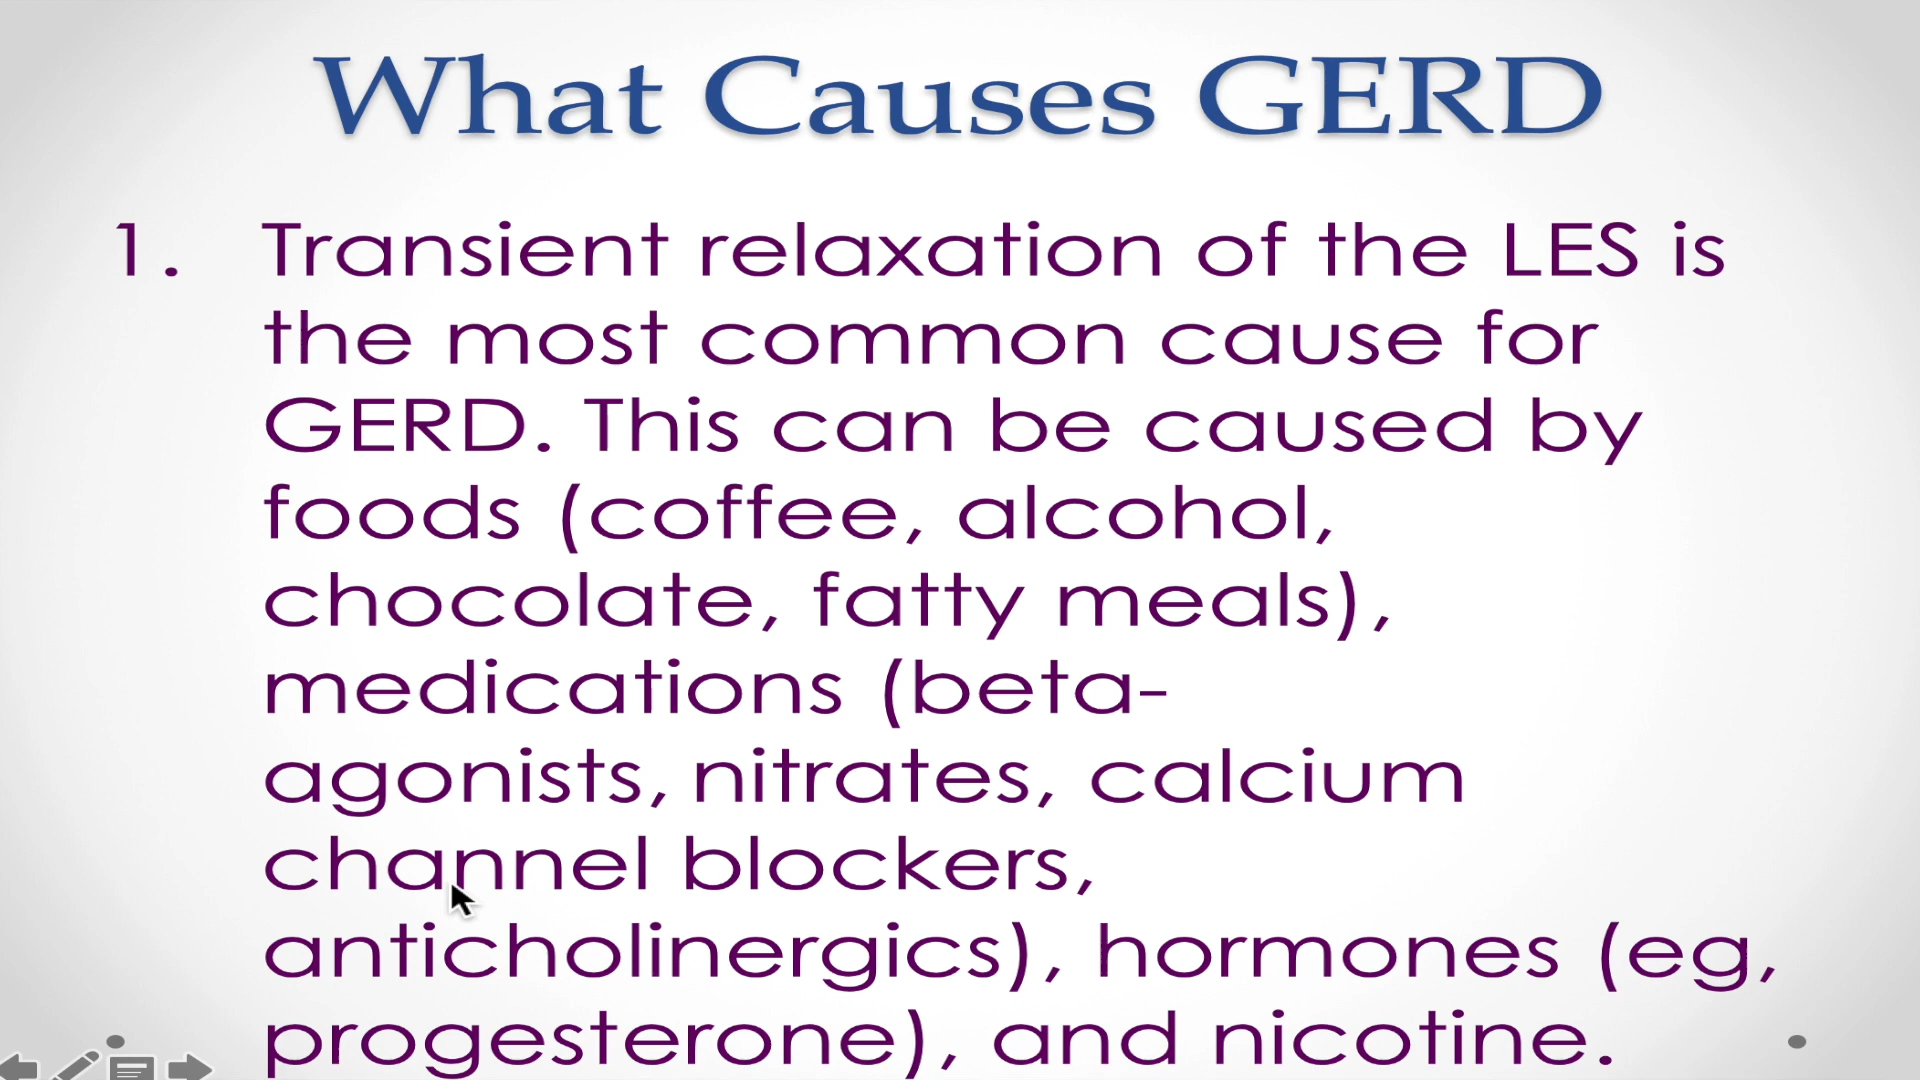 What Causes GERD
1. Transient relaxation of the LES is
the most common cause for
GERD. This can be caused by
foods (coffee, alcohol,
chocolate, fatty meals),
medications (beta-
agonists, nitrates, calcium
channel blockers,
anticholinergics), hormones (eg,
progesterone), and nicotine.